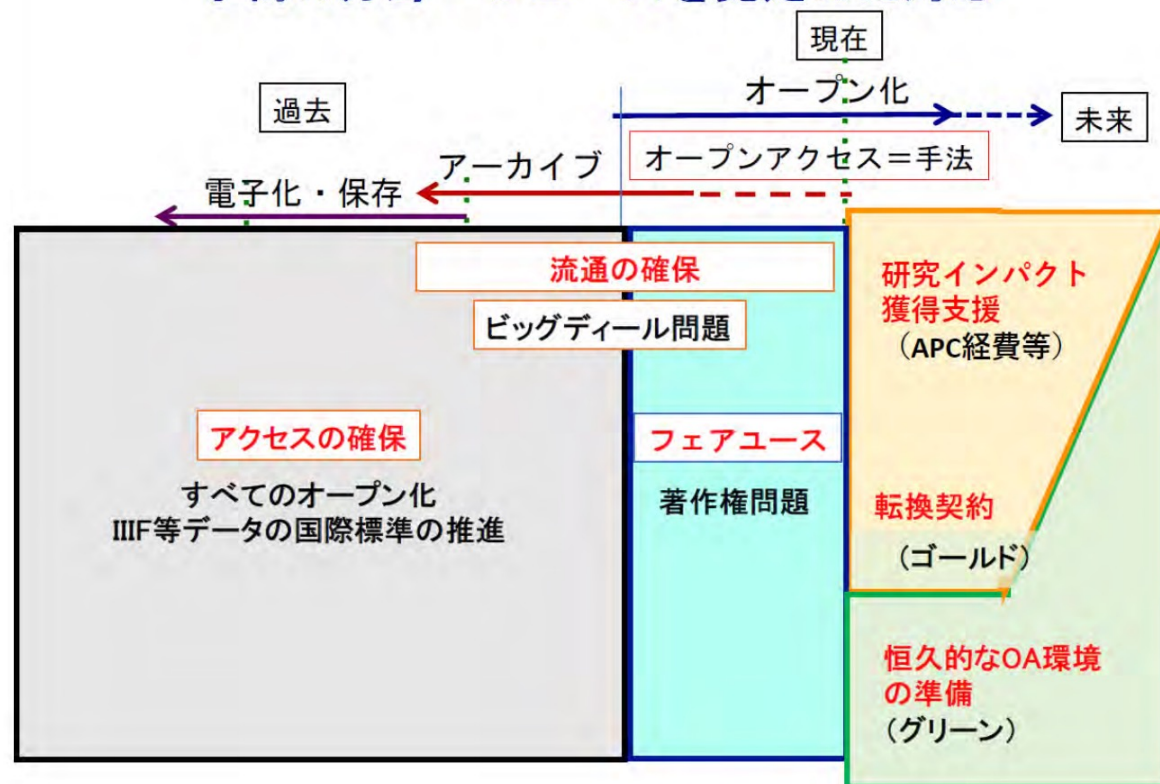 現在
オープン化
過去
未来
アーカイブ
オープンアクセス＝手法
電子化・保存
流通の確保
ビッグディール問題
研究インパクト
獲得支援
（APC経費等）
アクセスの確保
フェアユース
すべてのオープン化
IIIF等データの国際標準の推進
著作権問題
転換契約
（ゴールド）
恒久的なOA環境
の準備
（グリーン）